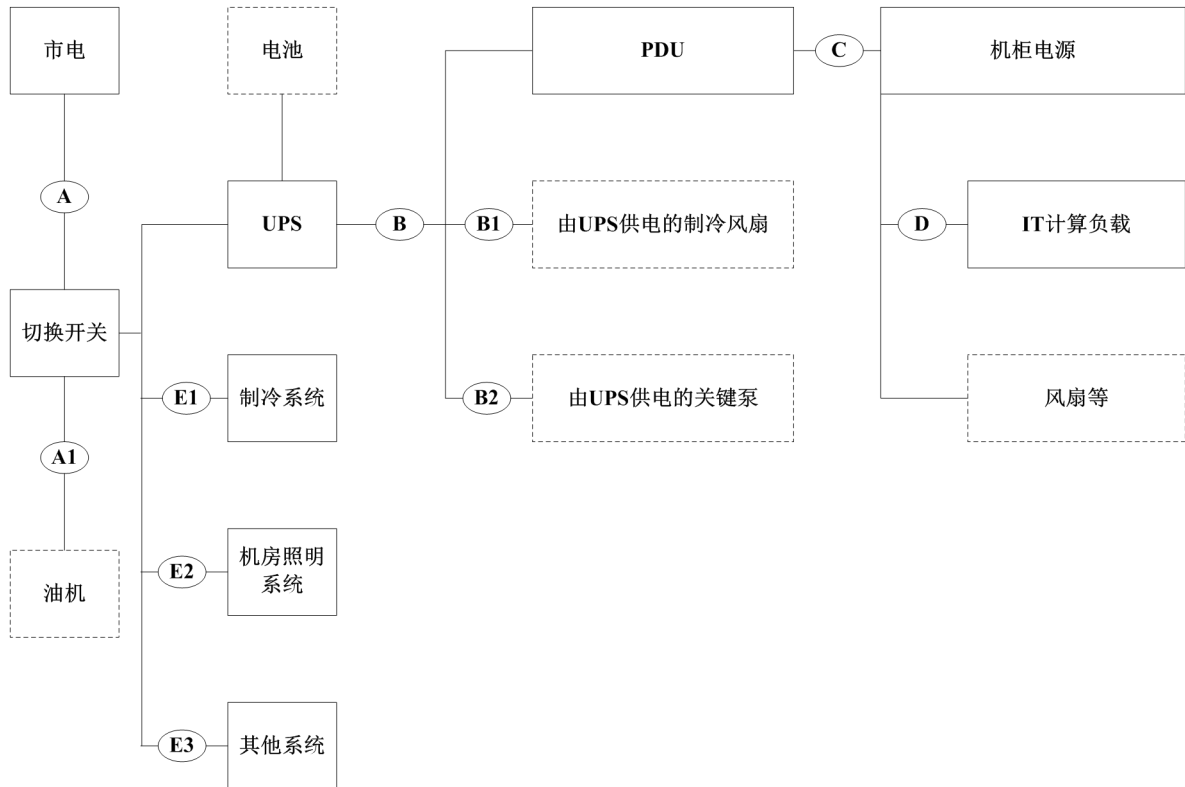 市电
电池
PDU
C
机柜电源
A
UPS
B
B1
由UPS供电的制冷风扇
D
IT计算负载
切换开关
E1
制冷系统
B2
由UPS供电的关键泵
风扇等
A1
油机
E2
机房照明
系统
E3
其他系统